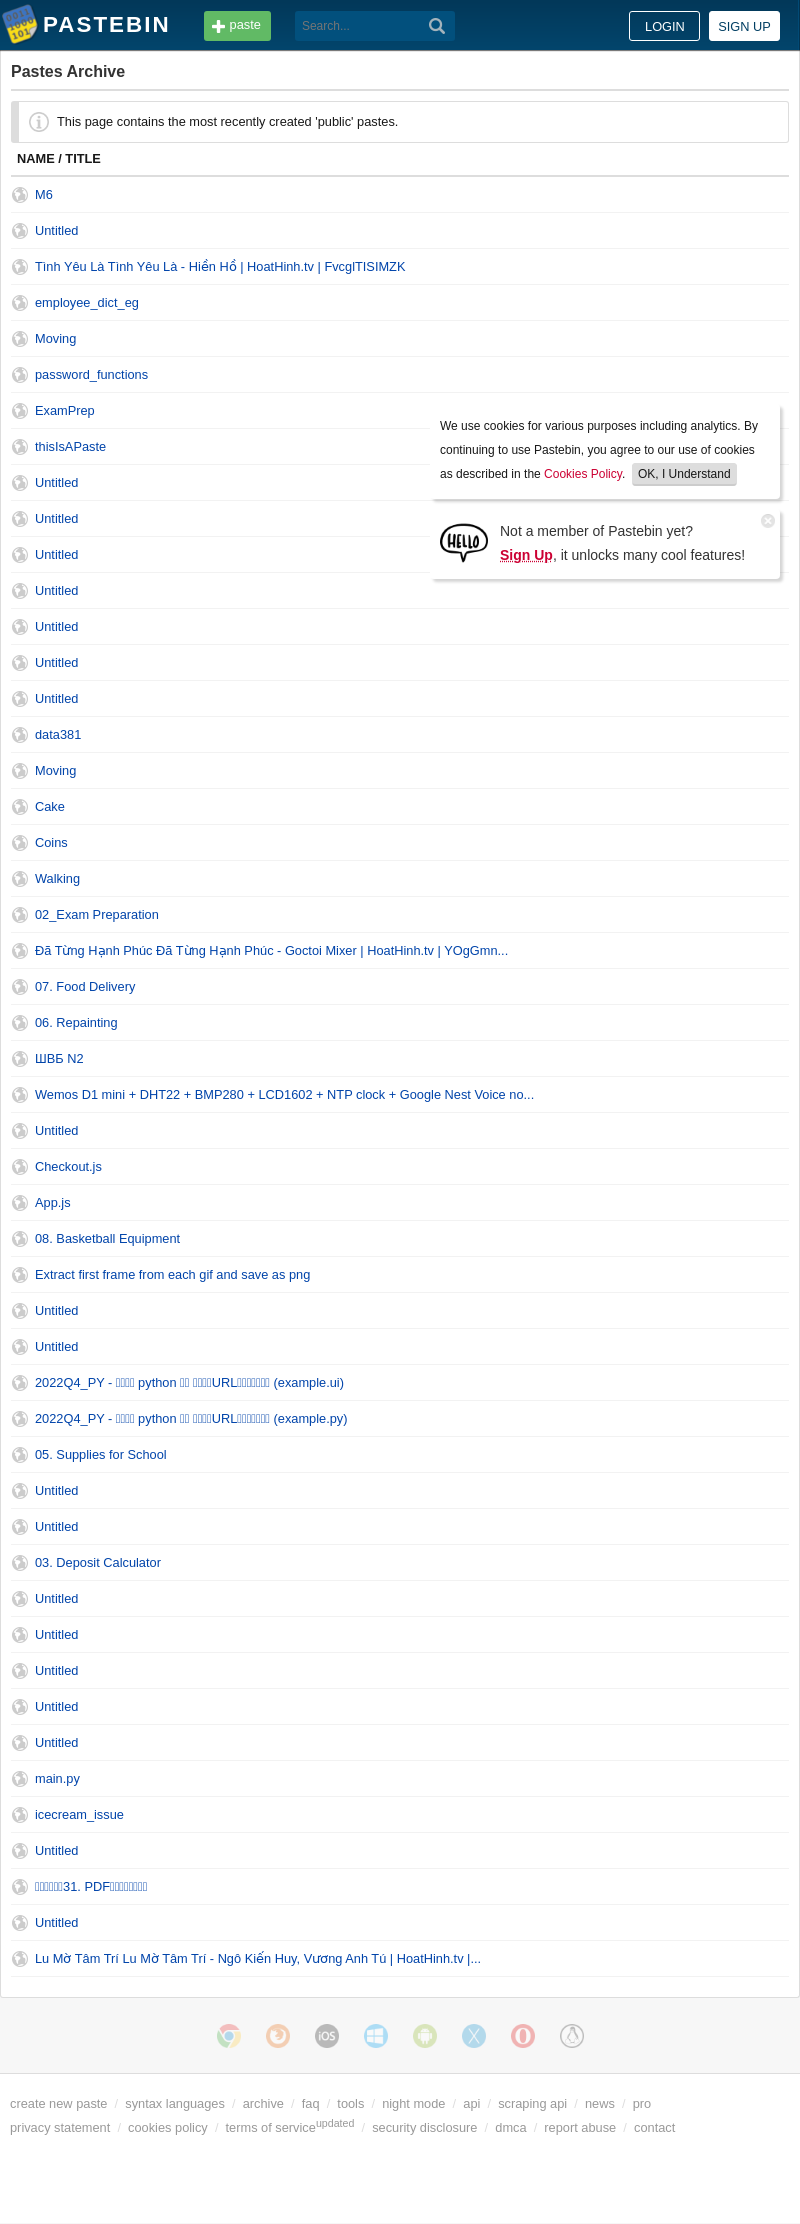 PASTEBIN
paste
Search...
LOGIN
SIGN UP
Pastes Archive
This page contains the most recently created 'public' pastes.
NAME / TITLE
M6
Untitled
Tình Yêu Là Tình Yêu Là - Hiền Hồ | HoatHinh.tv | FvcglTISIMZK
employee_dict_eg
Moving
password_functions
ExamPrep
thisIsAPaste
Untitled
Untitled
Untitled
We use cookies for various purposes including analytics. By
continuing to use Pastebin, you agree to our use of cookies
as described in the Cookies Policy. OK, I Understand
HELLO
Not a member of Pastebin yet?
Sign Up, it unlocks many cool features!
Untitled
Untitled
Untitled
Untitled
data381
Moving
Cake
Coins
Walking
02_Exam Preparation
Đã Từng Hạnh Phúc Đã Từng Hạnh Phúc - Goctoi Mixer | HoatHinh.tv | YOgGmn...
07. Food Delivery
06. Repainting
ШВБ N2
Wemos D1 mini + DHT22 + BMP280 + LCD1602 + NTP clock + Google Nest Voice no...
Untitled
Checkout.js
App.js
08. Basketball Equipment
Extract first frame from each gif and save as png
Untitled
Untitled
2022Q4_PY - python URL (example.ui)
2022Q4_PY - python URL (example.py)
05. Supplies for School
Untitled
Untitled
03. Deposit Calculator
Untitled
Untitled
Untitled
Untitled
Untitled
main.py
icecream_issue
Untitled
31. PDF
Untitled
Lu Mờ Tâm Trí Lu Mờ Tâm Trí - Ngô Kiến Huy, Vương Anh Tú | HoatHinh.tv |...
iOS
create new paste / syntax languages / archive / faq / tools / night mode / api / scraping api / news / pro
privacy statement / cookies policy / terms of service updated / security disclosure / dmca / report abuse / contact